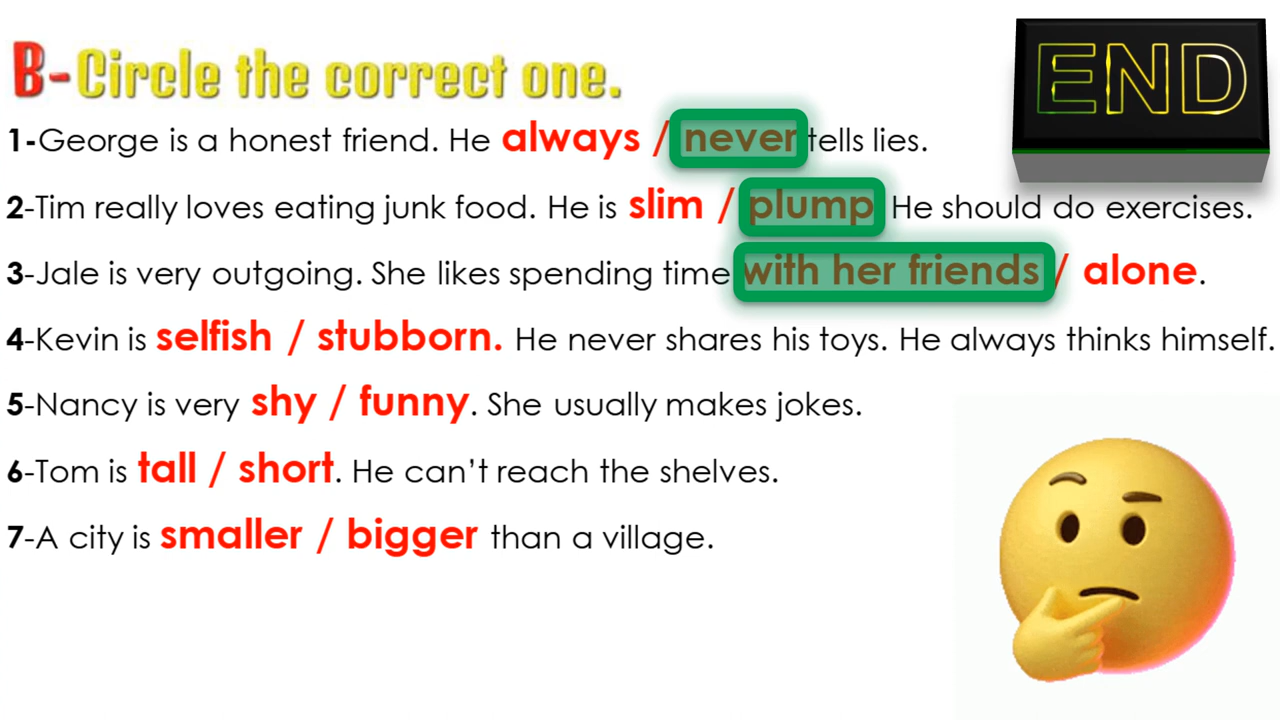 B-Circle the correct one.
END
1-George is a honest friend. He always / never tells lies.
2-Tim really loves eating junk food. He is slim / plump He should do exercises.
3-Jale is very outgoing. She likes spending time with her friends / alone.
4-Kevin is selfish / stubborn. He never shares his toys. He always thinks himself.
5-Nancy is very shy / funny. She usually makes jokes.
6-Tom is tall / short. He can't reach the shelves.
7-A city is smaller / bigger than a village.